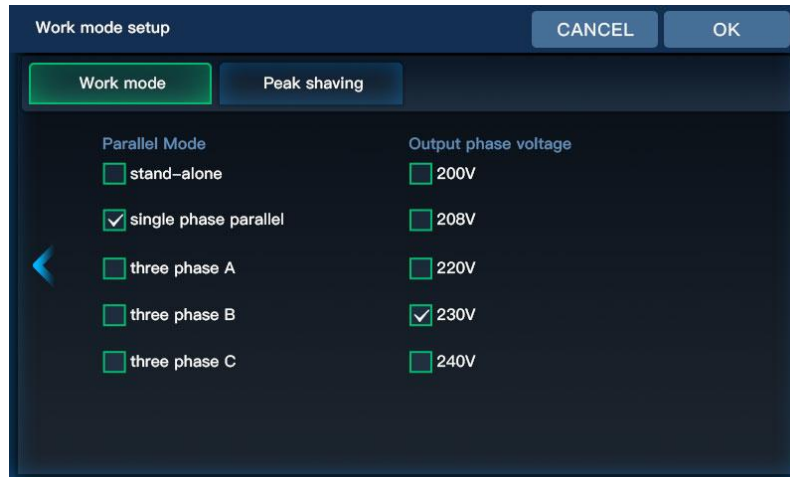 Work mode setup
CANCEL
OK
Work mode
Peak shaving
Parallel Mode
Output phase voltage
stand-alone
200V
single phase parallel
208V
three phase A
220V
three phase B
230V
three phase C
240V